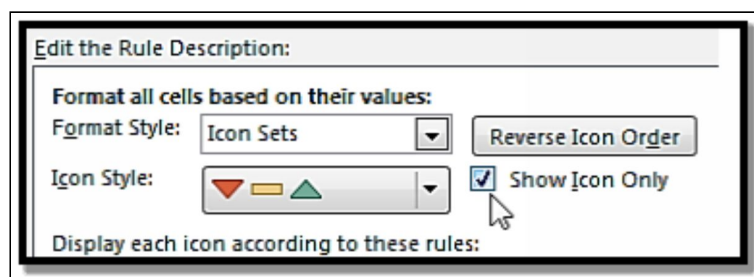 Edit the Rule Description:
Format all cells based on their values:
Format Style: Icon Sets Reverse Icon Order
Icon Style: Show Icon Only
Display each icon according to these rules: